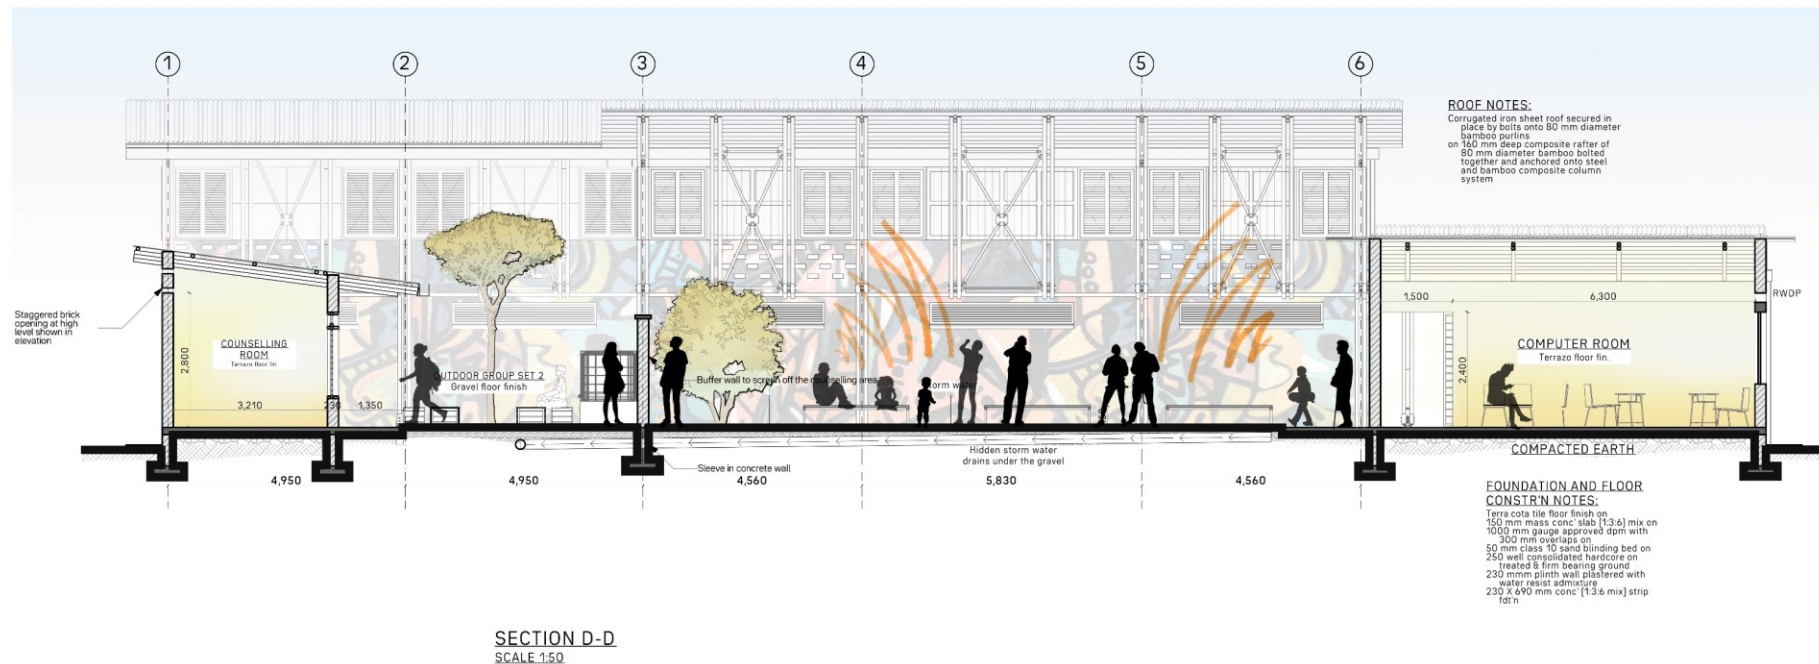 1
2
3
4
5
6
ROOF NOTES:
Corrugated iron sheet roof secured in
place by bolts onto 80 mm diameter
bamboo purlins
on 160 mm deep composite rafter of
80 mm diameter bamboo bolted
together and anchored onto steel
and bamboo composite column
system
Staggered brick
opening at high
level shown in
elevation
COUNSELLING
ROOM
Terrazo floor fin.
2,800
3,210
230
1,350
OUTDOOR GROUP SET 2
Gravel floor finish
Buffer wall to screen off the counselling area
storm water
1,500
6,300
RWDP
COMPUTER ROOM
Terrazo floor fin.
2,400
Hidden storm water
drains under the gravel
Sleeve in concrete wall
COMPACTED EARTH
4,950
4,950
4,560
5,830
4,560
FOUNDATION AND FLOOR
CONSTR'N NOTES:
Terra cota tile floor finish on
150 mm mass conc' slab [1:3:6] mix on
1000 mm gauge approved dpm with
300 mm overlaps on
50 mm class 10 sand blinding bed on
250 well consolidated hardcore on
treated & firm bearing ground
230 mmm plinth wall plastered with
water resist admixture
230 X 690 mm conc' [1:3:6 mix] strip
fdt'n
SECTION D-D
SCALE 1:50